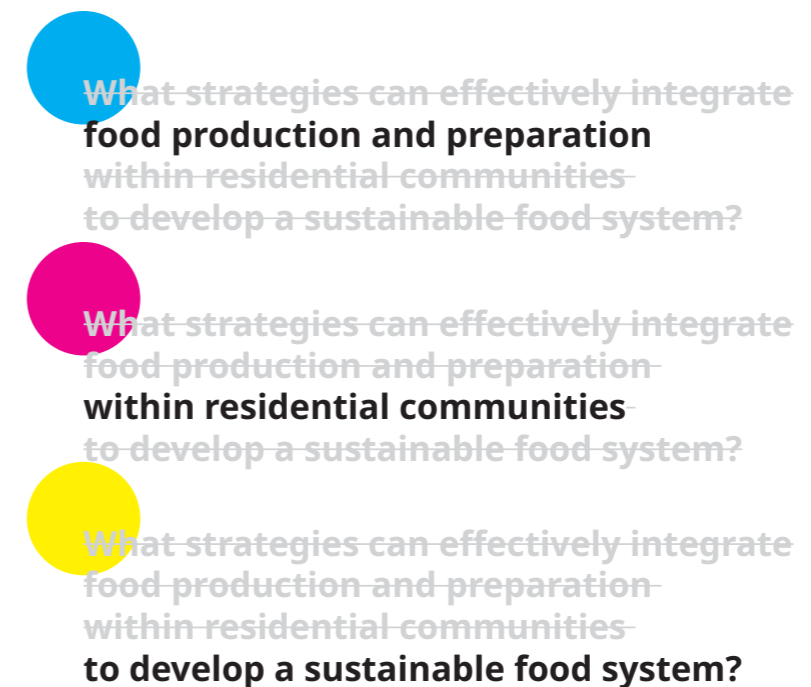 What strategies can effectively integrate
food production and preparation
within residential communities
to develop a sustainable food system?
What strategies can effectively integrate
food production and preparation
within residential communities
to develop a sustainable food system?
What strategies can effectively integrate
food production and preparation
within residential communities
to develop a sustainable food system?